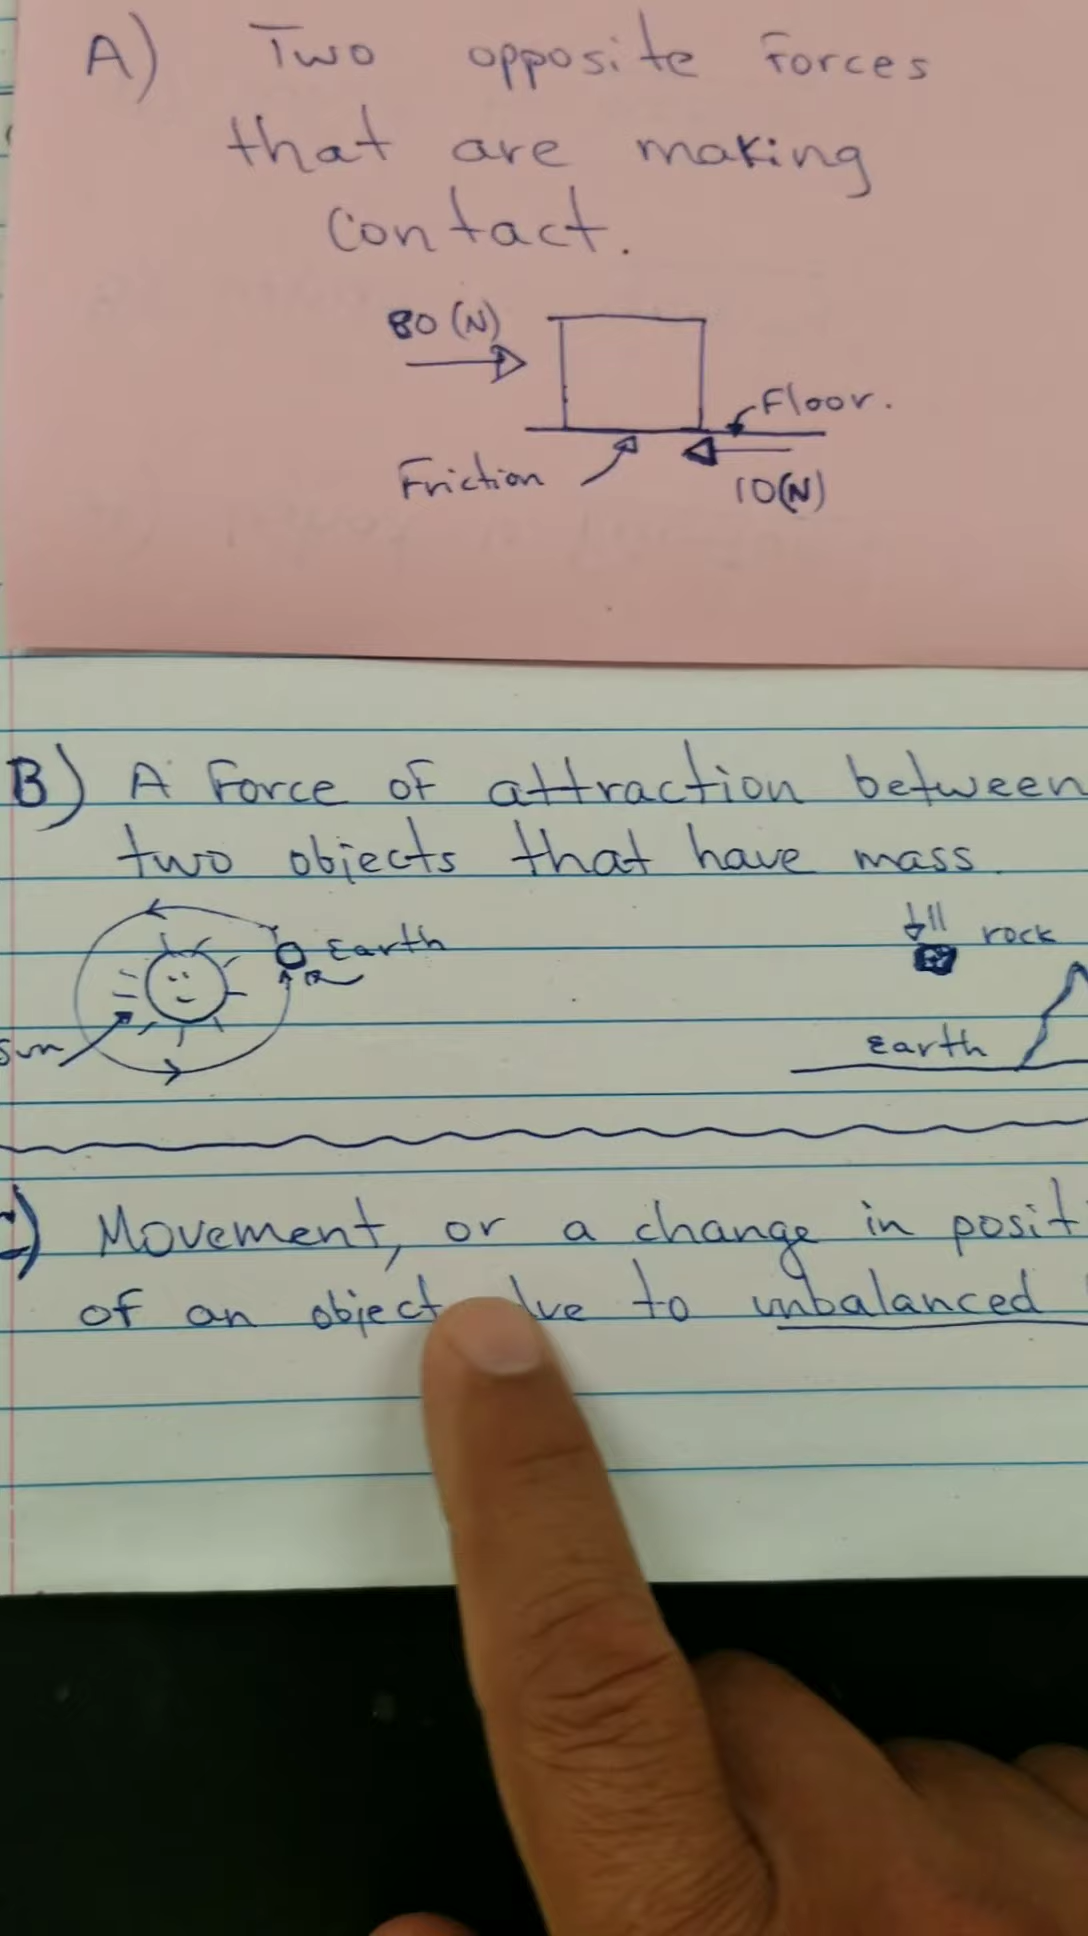 A) Two opposite Forces
that are making
contact.
80 (N)
Floor.
Friction
10(N)
B) A Force of attraction between
two objects that have mass.
Earth
rock
Sun
Earth
Movement, or a change in posit
of an object due to unbalanced